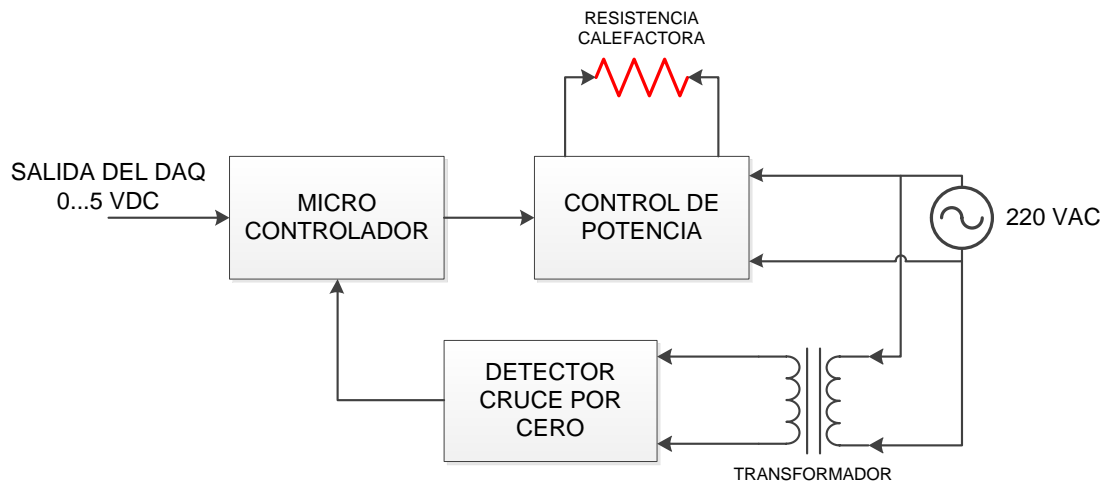 RESISTENCIA
CALEFACTORA
SALIDA DEL DAQ
0...5 VDC
MICRO
CONTROLADOR
CONTROL DE
POTENCIA
220 VAC
DETECTOR
CRUCE POR
CERO
TRANSFORMADOR